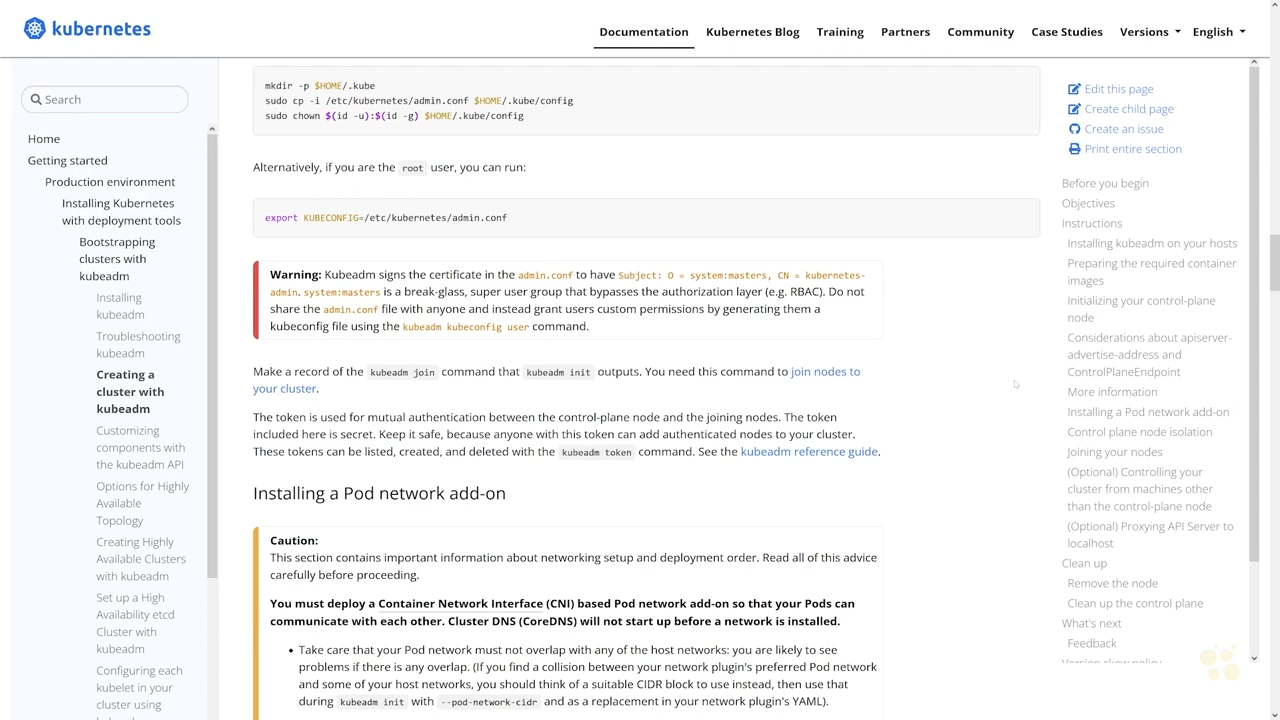 kubernetes
Documentation Kubernetes Blog Training Partners Community Case Studies Versions English
Search
Home
Getting started
Production environment
Installing Kubernetes
with deployment tools
Bootstrapping
clusters with
kubeadm
Installing
kubeadm
Troubleshooting
kubeadm
Creating a
cluster with
kubeadm
Customizing
components with
the kubeadm API
Options for Highly
Available
Topology
Creating Highly
Available Clusters
with kubeadm
Set up a High
Availability etcd
Cluster with
kubeadm
Configuring each
kubelet in your
cluster using
mkdir -p $HOME/.kube
sudo cp -i /etc/kubernetes/admin.conf $HOME/.kube/config
sudo chown $(id -u):$(id -g) $HOME/.kube/config
Alternatively, if you are the root user, you can run:
export KUBECONFIG=/etc/kubernetes/admin.conf
Warning: Kubeadm signs the certificate in the admin.conf to have Subject: O = system:masters, CN = kubernetes-
admin. system:masters is a break-glass, super user group that bypasses the authorization layer (e.g. RBAC). Do not
share the admin.conf file with anyone and instead grant users custom permissions by generating them a
kubeconfig file using the kubeadm kubeconfig user command.
Make a record of the kubeadm join command that kubeadm init outputs. You need this command to join nodes to
your cluster.
The token is used for mutual authentication between the control-plane node and the joining nodes. The token
included here is secret. Keep it safe, because anyone with this token can add authenticated nodes to your cluster.
These tokens can be listed, created, and deleted with the kubeadm token command. See the kubeadm reference guide.
Installing a Pod network add-on
Caution:
This section contains important information about networking setup and deployment order. Read all of this advice
carefully before proceeding.
You must deploy a Container Network Interface (CNI) based Pod network add-on so that your Pods can
communicate with each other. Cluster DNS (CoreDNS) will not start up before a network is installed.
• Take care that your Pod network must not overlap with any of the host networks: you are likely to see
problems if there is any overlap. (If you find a collision between your network plugin's preferred Pod network
and some of your host networks, you should think of a suitable CIDR block to use instead, then use that
during kubeadm init with --pod-network-cidr and as a replacement in your network plugin's YAML).
Edit this page
Create child page
Create an issue
Print entire section
Before you begin
Objectives
Instructions
Installing kubeadm on your hosts
Preparing the required container
images
Initializing your control-plane
node
Considerations about apiserver-
advertise-address and
ControlPlaneEndpoint
More information
Installing a Pod network add-on
Control plane node isolation
Joining your nodes
(Optional) Controlling your
cluster from machines other
than the control-plane node
(Optional) Proxying API Server to
localhost
Clean up
Remove the node
Clean up the control plane
What's next
Feedback
Version skew policy